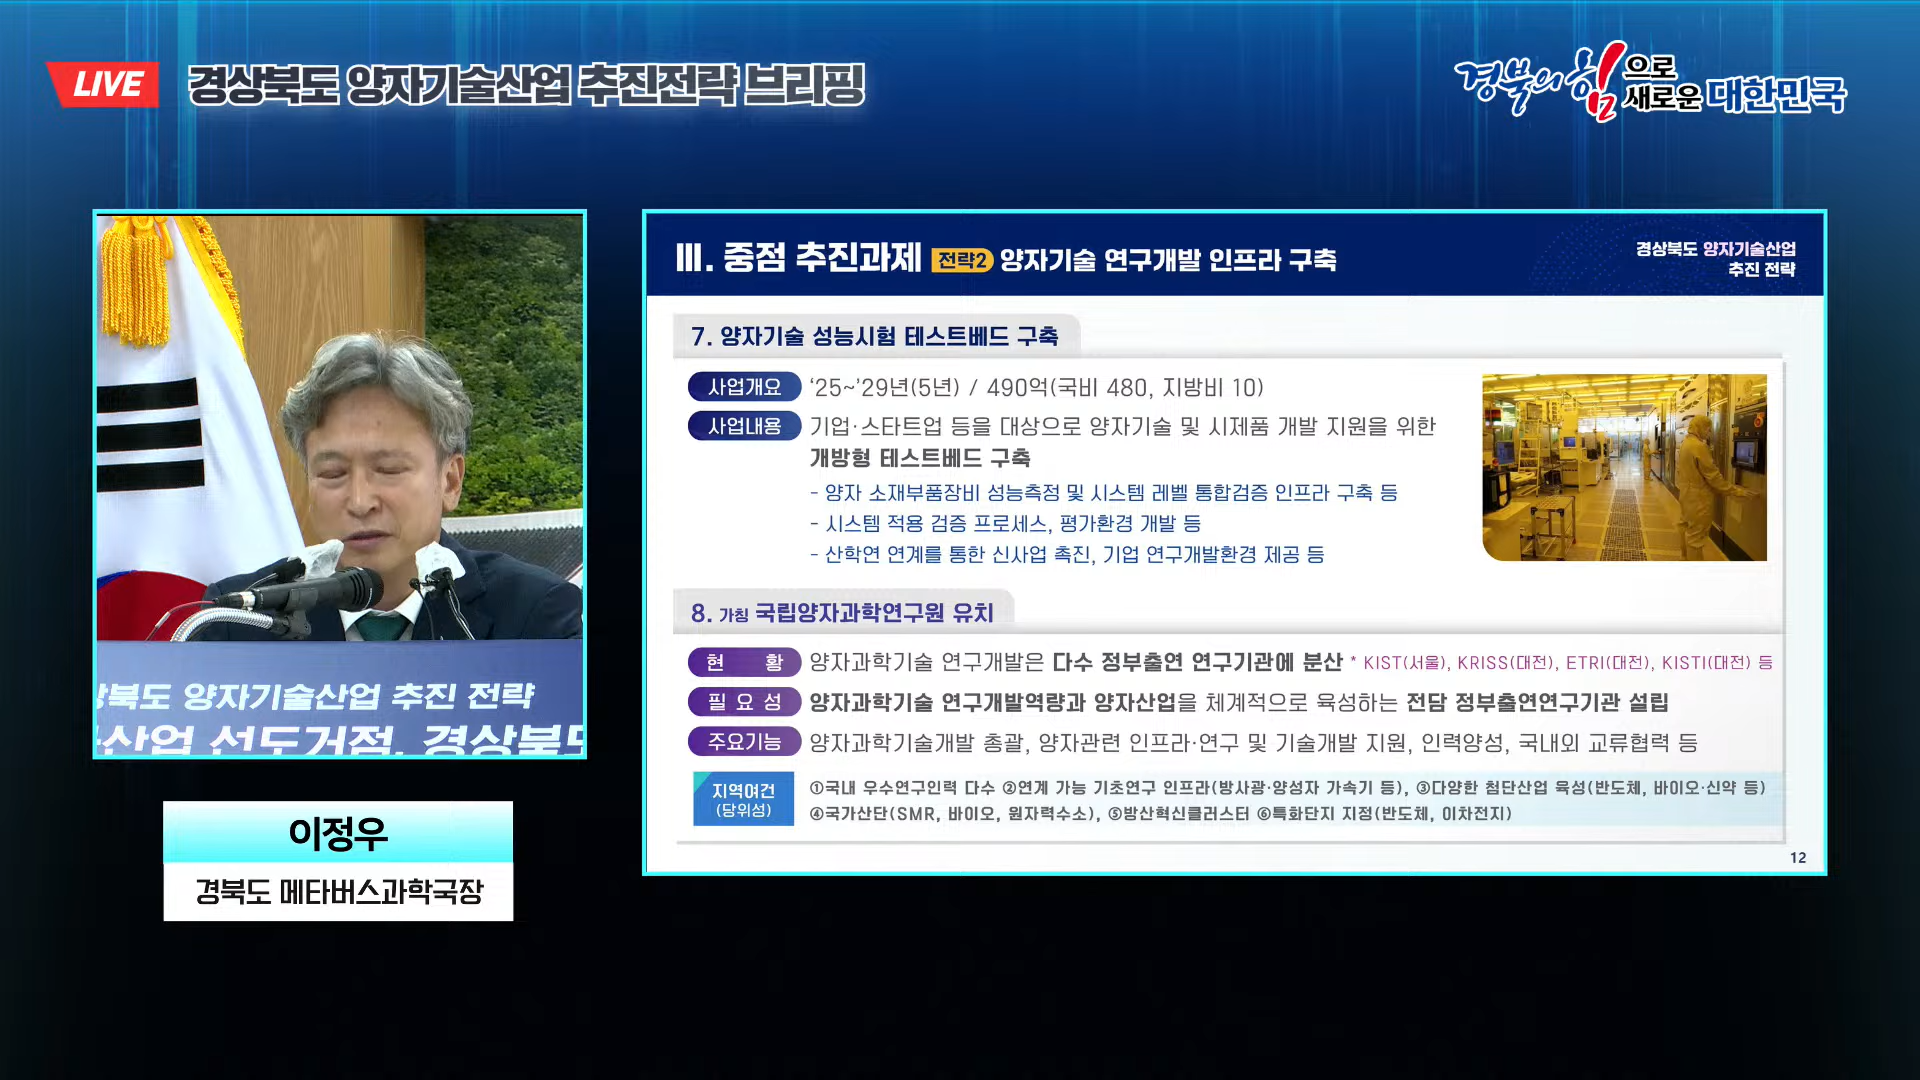 LIVE 경상북도 양자기술산업 추진전략 브리핑
경북의 힘!으로
새로운 대한민국
III. 중점 추진과제 전략2 양자기술 연구개발 인프라 구축
경상북도 양자기술산업
추진 전략
7. 양자기술 성능시험 테스트베드 구축
사업개요 ‘25~’29년(5년) / 490억(국비 480, 지방비 10)
사업내용 기업·스타트업 등을 대상으로 양자기술 및 시제품 개발 지원을 위한
개방형 테스트베드 구축
- 양자 소재부품장비 성능측정 및 시스템 레벨 통합검증 인프라 구축 등
- 시스템 적용 검증 프로세스, 평가환경 개발 등
- 산학연 연계를 통한 신사업 촉진, 기업 연구개발환경 제공 등
8. 가칭 국립양자과학연구원 유치
현 황 양자과학기술 연구개발은 다수 정부출연 연구기관에 분산 * KIST(서울), KRISS(대전), ETRI(대전), KISTI(대전) 등
필요성 양자과학기술 연구개발역량과 양자산업을 체계적으로 육성하는 전담 정부출연연구기관 설립
주요기능 양자과학기술개발 총괄, 양자관련 인프라·연구 및 기술개발 지원, 인력양성, 국내외 교류협력 등
지역여건
(당위성)
①국내 우수연구인력 다수 ②연계 가능 기초연구 인프라(방사광·양성자 가속기 등), ③다양한 첨단산업 육성(반도체, 바이오·신약 등)
④국가산단(SMR, 바이오, 원자력수소), ⑤방산혁신클러스터 ⑥특화단지 지정(반도체, 이차전지)
12
상북도 양자기술산업 추진 전략
산업 선도거점, 경상북도
이정우
경북도 메타버스과학국장